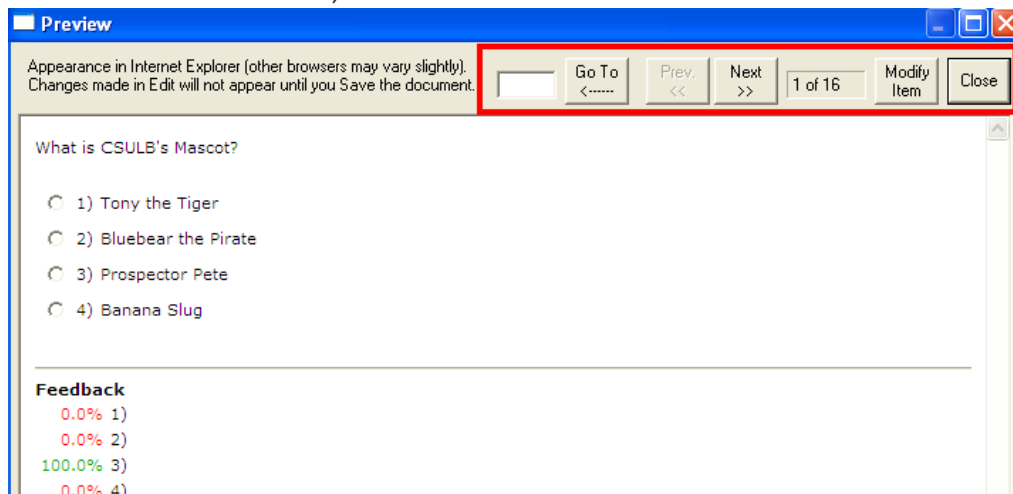 Preview
Appearance in Internet Explorer (other browsers may vary slightly).
Changes made in Edit will not appear until you Save the document.
Go To
<------
Prev.
<<
Next
>>
1 of 16
Modify
Item
Close
What is CSULB's Mascot?
1) Tony the Tiger
2) Bluebear the Pirate
3) Prospector Pete
4) Banana Slug
Feedback
0.0% 1)
0.0% 2)
100.0% 3)
0.0% 4)